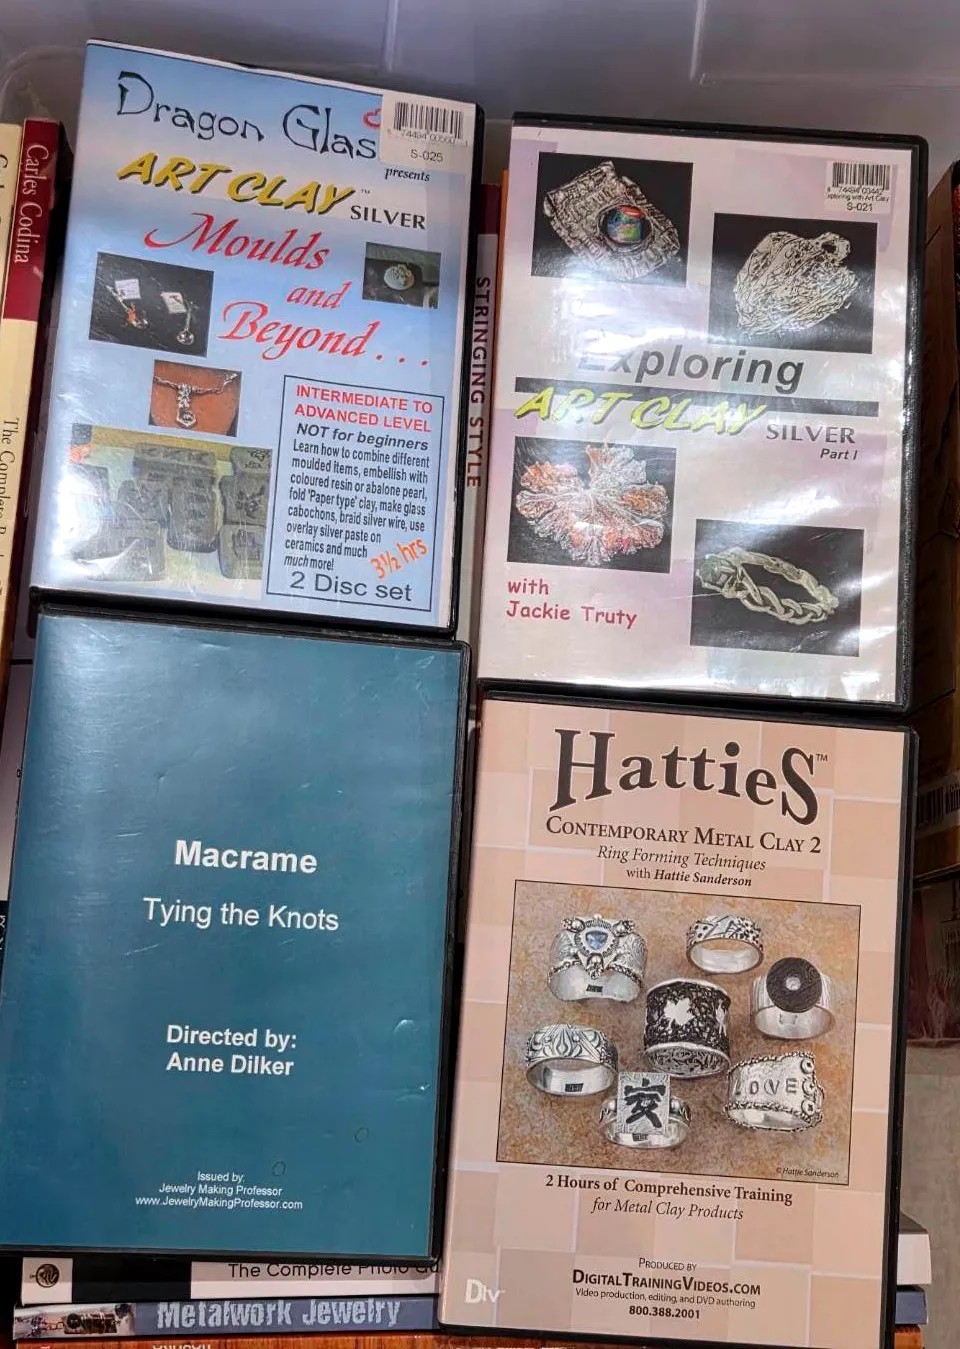 Dragon Glas
S-025
presents
ART CLAY™
SILVER
Moulds
and
Beyond...
INTERMEDIATE TO
ADVANCED LEVEL
NOT for beginners
Learn how to combine different
moulded items, embellish with
coloured resin or abalone pearl,
fold 'Paper type' clay, make glass
cabochons, braid silver wire, use
overlay silver paste on
ceramics and much
much more!
3½ hrs
2 Disc set
S-021
Exploring
ART CLAY
SILVER
Part I
with
Jackie Truty
Macrame
Tying the Knots
Directed by:
Anne Dilker
Issued by:
Jewelry Making Professor
www.JewelryMakingProfessor.com
HattieS™
CONTEMPORARY METAL CLAY 2
Ring Forming Techniques
with Hattie Sanderson
LOVE
© Hattie Sanderson
2 Hours of Comprehensive Training
for Metal Clay Products
PRODUCED BY
DIGITALTRAININGVIDEOS.COM
Video production, editing, and DVD authoring
800.388.2001
Dtv
Carles Codina
STRINGING STYLE
The Complete Photo Gu
Metalwork Jewelry